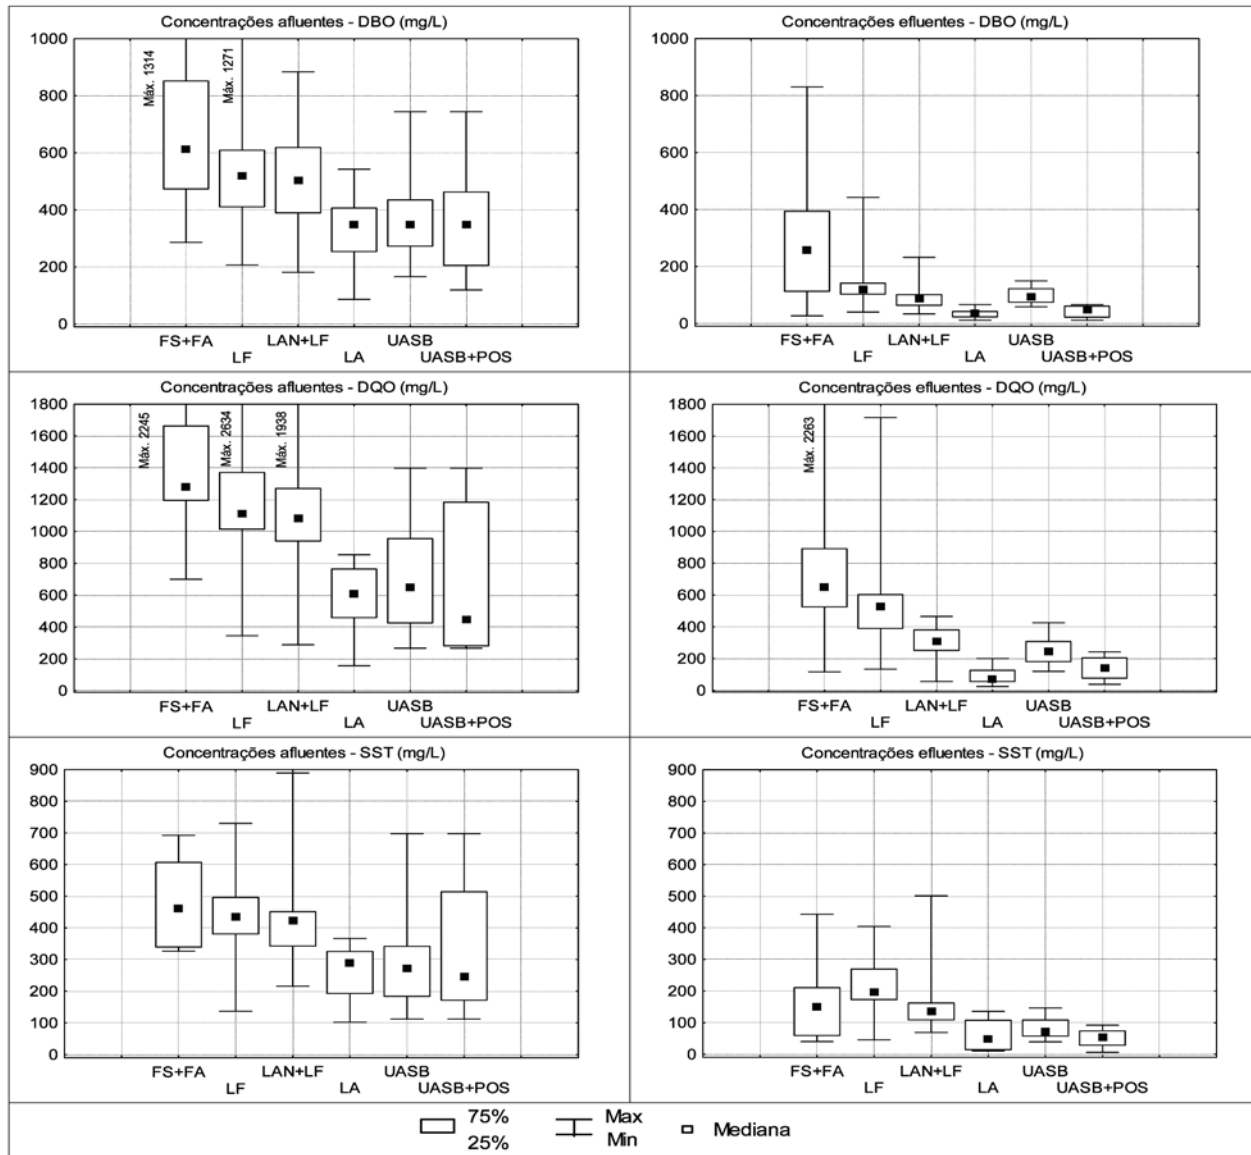 Concentrações afluentes - DBO (mg/L)
1000
800
600
400
200
0
Máx. 1314
Máx. 1271
FS+FA
LF
LAN+LF
LA
UASB
UASB+POS
Concentrações efluentes - DBO (mg/L)
1000
800
600
400
200
0
FS+FA
LF
LAN+LF
LA
UASB
UASB+POS
Concentrações afluentes - DQO (mg/L)
1800
1600
1400
1200
1000
800
600
400
200
0
Máx. 2245
Máx. 2634
Máx. 1938
FS+FA
LF
LAN+LF
LA
UASB
UASB+POS
Concentrações efluentes - DQO (mg/L)
1800
1600
1400
1200
1000
800
600
400
200
0
Máx. 2263
FS+FA
LF
LAN+LF
LA
UASB
UASB+POS
Concentrações afluentes - SST (mg/L)
900
800
700
600
500
400
300
200
100
0
FS+FA
LF
LAN+LF
LA
UASB
UASB+POS
Concentrações efluentes - SST (mg/L)
900
800
700
600
500
400
300
200
100
0
FS+FA
LF
LAN+LF
LA
UASB
UASB+POS
75%
25%
Max
Min
Mediana